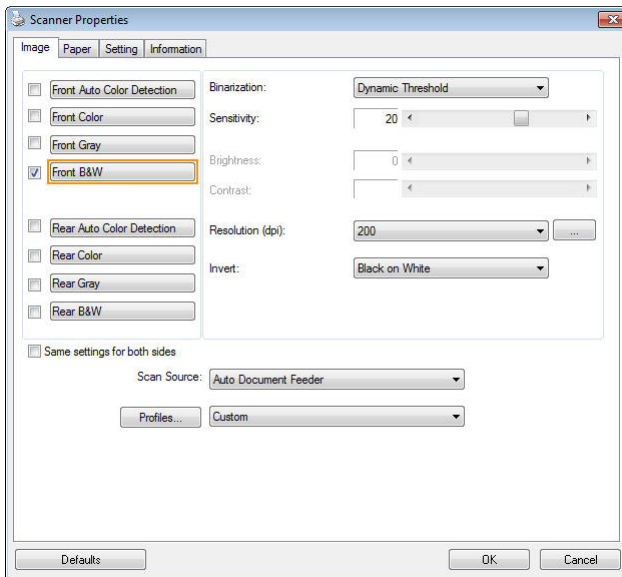 Scanner Properties
Image Paper Setting Information
Front Auto Color Detection
Front Color
Front Gray
Front B&W
Rear Auto Color Detection
Rear Color
Rear Gray
Rear B&W
Binarization: Dynamic Threshold
Sensitivity: 20
Brightness: 0
Contrast:
Resolution (dpi): 200 ...
Invert: Black on White
Same settings for both sides
Scan Source: Auto Document Feeder
Profiles... Custom
Defaults OK Cancel